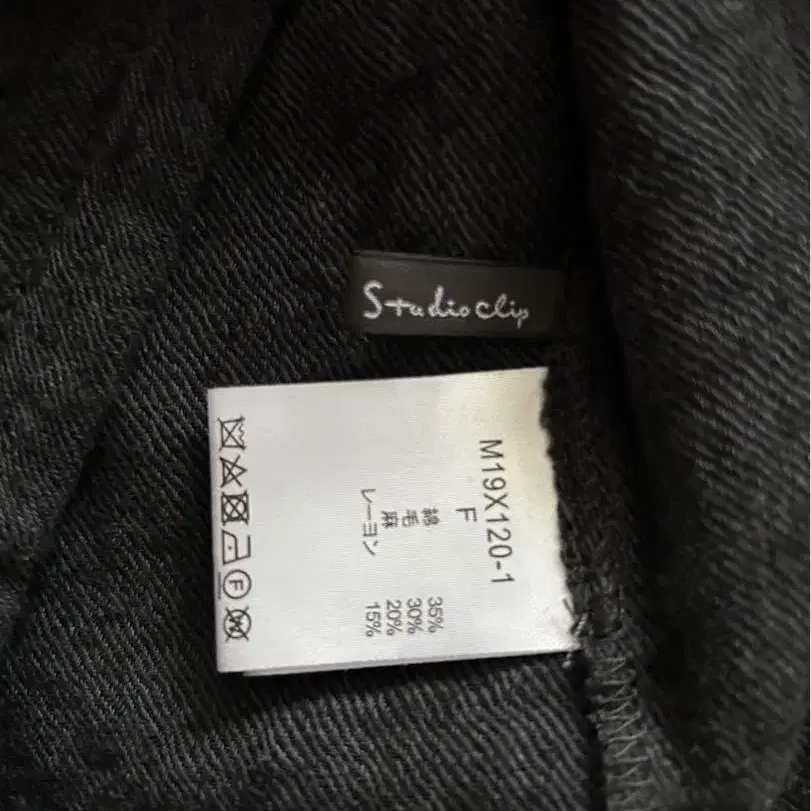 Studio clip
M19X120-1
F
綿 35%
毛 30%
麻 20%
レーヨン 15%
F